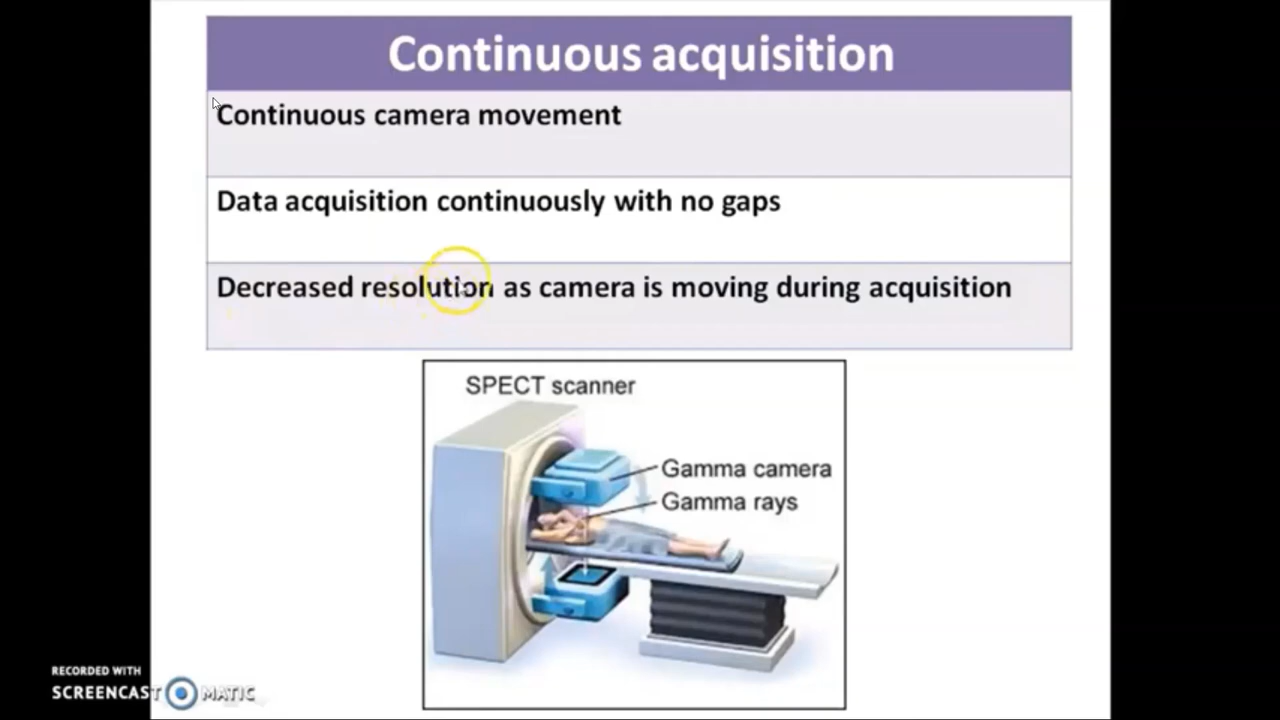 Continuous acquisition
Continuous camera movement
Data acquisition continuously with no gaps
Decreased resolution as camera is moving during acquisition
SPECT scanner
Gamma camera
Gamma rays
RECORDED WITH
SCREENCAST MATIC